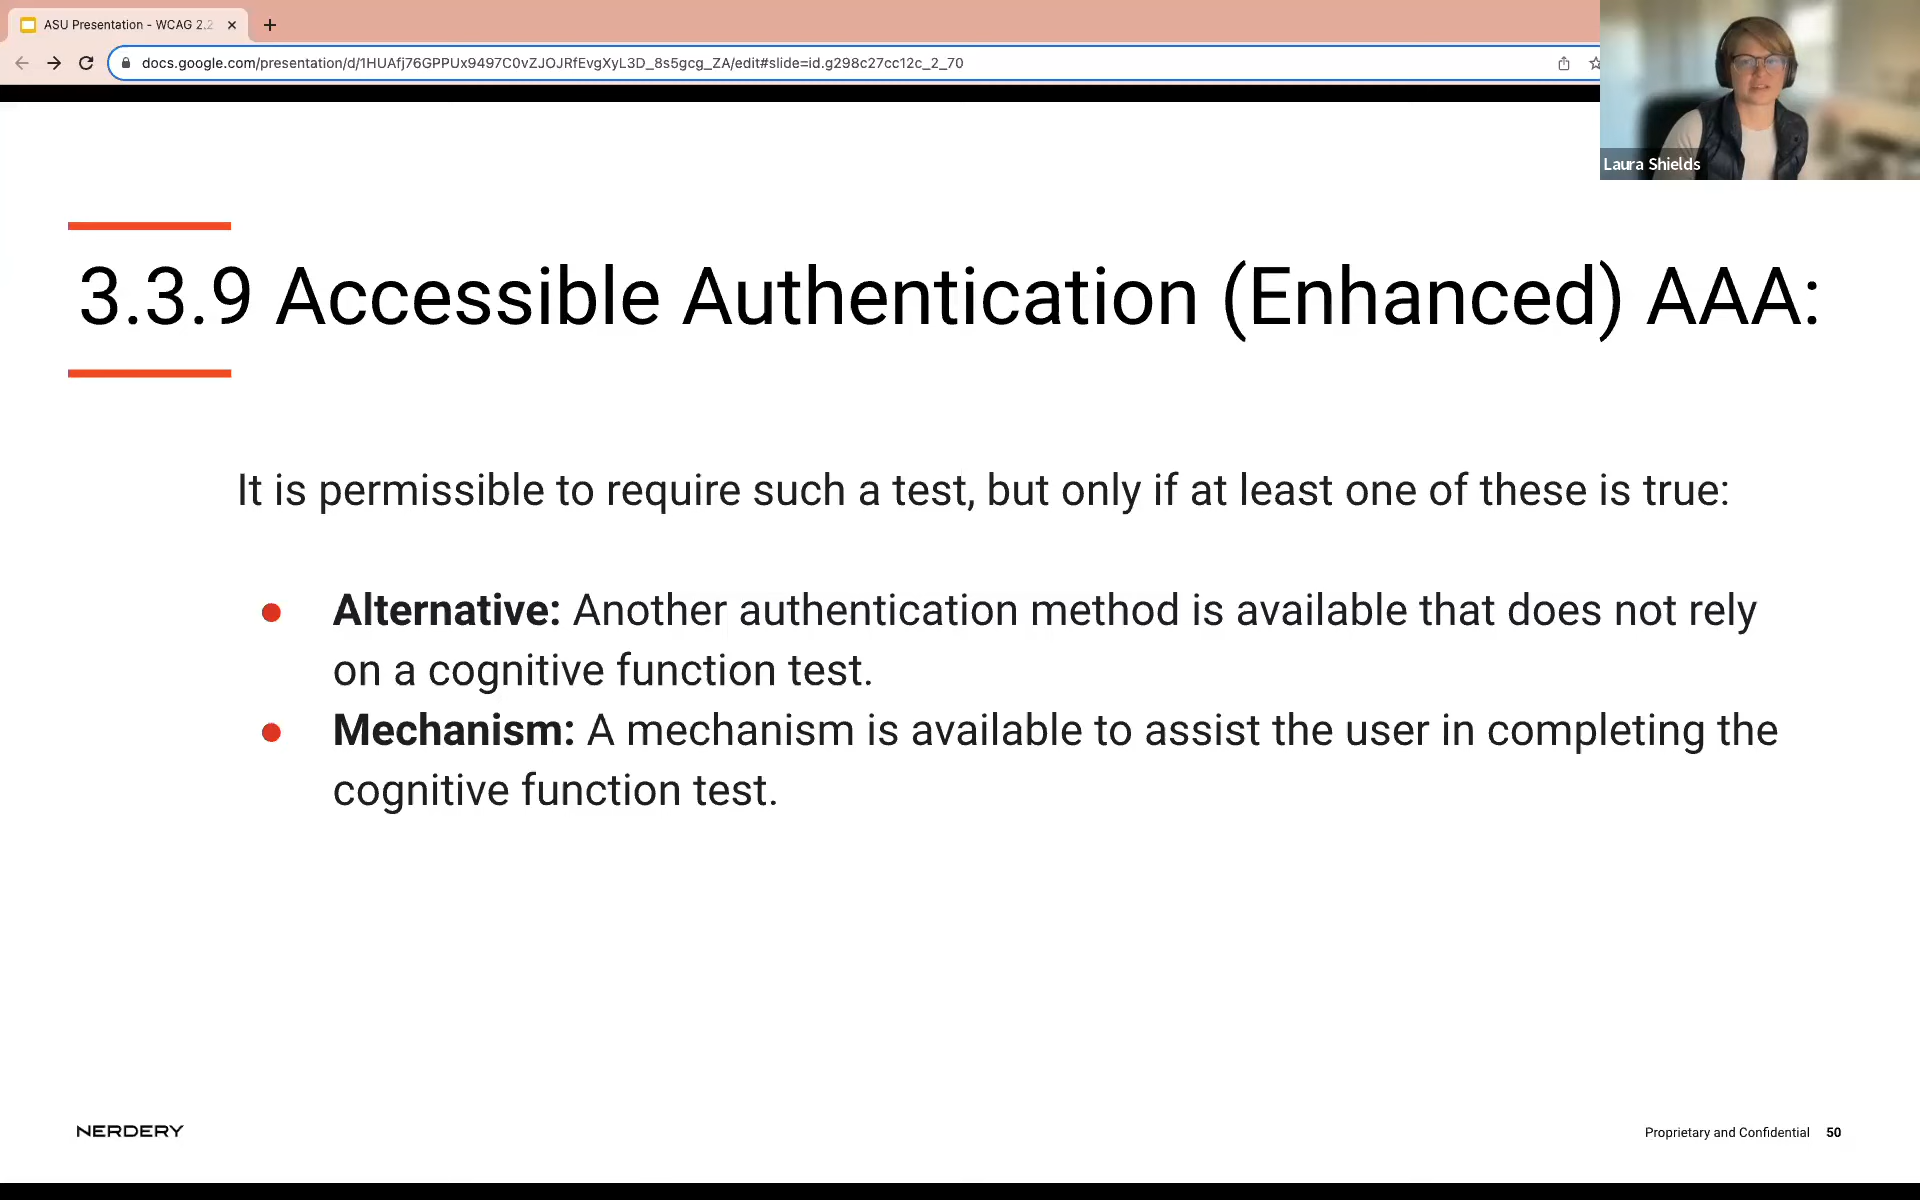 ASU Presentation - WCAG 2.2
docs.google.com/presentation/d/1HUAfj76GPPUx9497C0vZJOJRfEvgXyL3D_8s5gcg_ZA/edit#slide=id.g298c27cc12c_2_70
Laura Shields
3.3.9 Accessible Authentication (Enhanced) AAA:
It is permissible to require such a test, but only if at least one of these is true:
● Alternative: Another authentication method is available that does not rely
on a cognitive function test.
● Mechanism: A mechanism is available to assist the user in completing the
cognitive function test.
NERDERY
Proprietary and Confidential 50